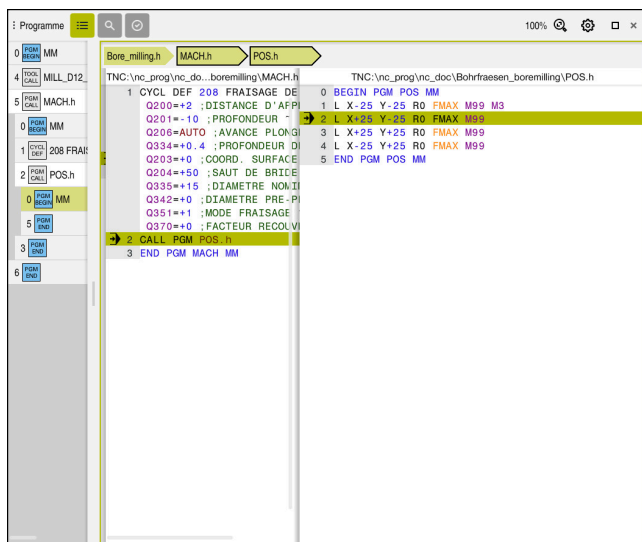 Programme
100%
0 PGM BEGIN MM
4 TOOL CALL MILL_D12_
5 PGM CALL MACH.h
0 PGM BEGIN MM
1 CYCL DEF 208 FRAIS
2 PGM CALL POS.h
0 PGM BEGIN MM
5 PGM END
3 PGM END
6 PGM END
Bore_milling.h MACH.h POS.h
TNC:\nc_prog\nc_do...boremilling\MACH.h
1 CYCL DEF 208 FRAISAGE DE
Q200=+2 ;DISTANCE D'APP
Q201=-10 ;PROFONDEUR
Q206=AUTO ;AVANCE PLONG
Q334=+0.4 ;PROFONDEUR D
Q203=+0 ;COORD. SURFACE
Q204=+50 ;SAUT DE BRIDE
Q335=+15 ;DIAMETRE NOMI
Q342=+0 ;DIAMETRE PRE-P
Q351=+1 ;MODE FRAISAGE
Q370=+0 ;FACTEUR RECOUV
2 CALL PGM POS.h
3 END PGM MACH MM
TNC:\nc_prog\nc_doc\Bohrfraesen_boremilling\POS.h
0 BEGIN PGM POS MM
1 L X-25 Y-25 R0 FMAX M99 M3
2 L X+25 Y-25 R0 FMAX M99
3 L X+25 Y+25 R0 FMAX M99
4 L X-25 Y+25 R0 FMAX M99
5 END PGM POS MM